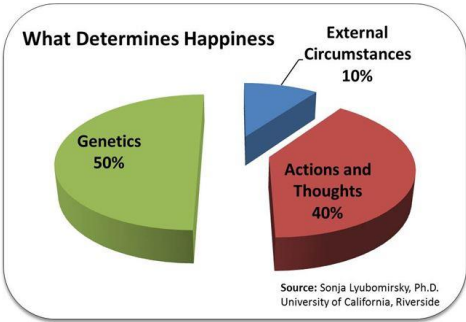 What Determines Happiness
External
Circumstances
10%
Genetics
50%
Actions and
Thoughts
40%
Source: Sonja Lyubomirsky, Ph.D.
University of California, Riverside